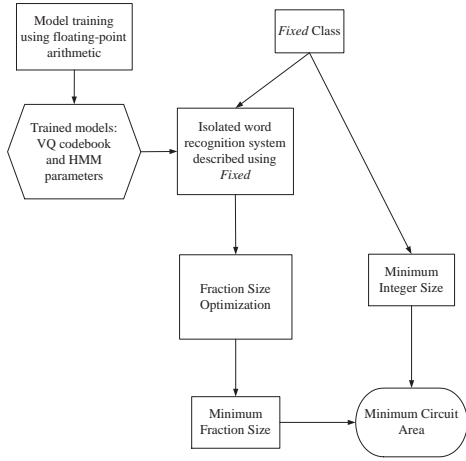 Model training
using floating-point
arithmetic
Fixed Class
Trained models:
VQ codebook
and HMM
parameters
Isolated word
recognition system
described using
Fixed
Fraction Size
Optimization
Minimum
Integer Size
Minimum
Fraction Size
Minimum Circuit
Area